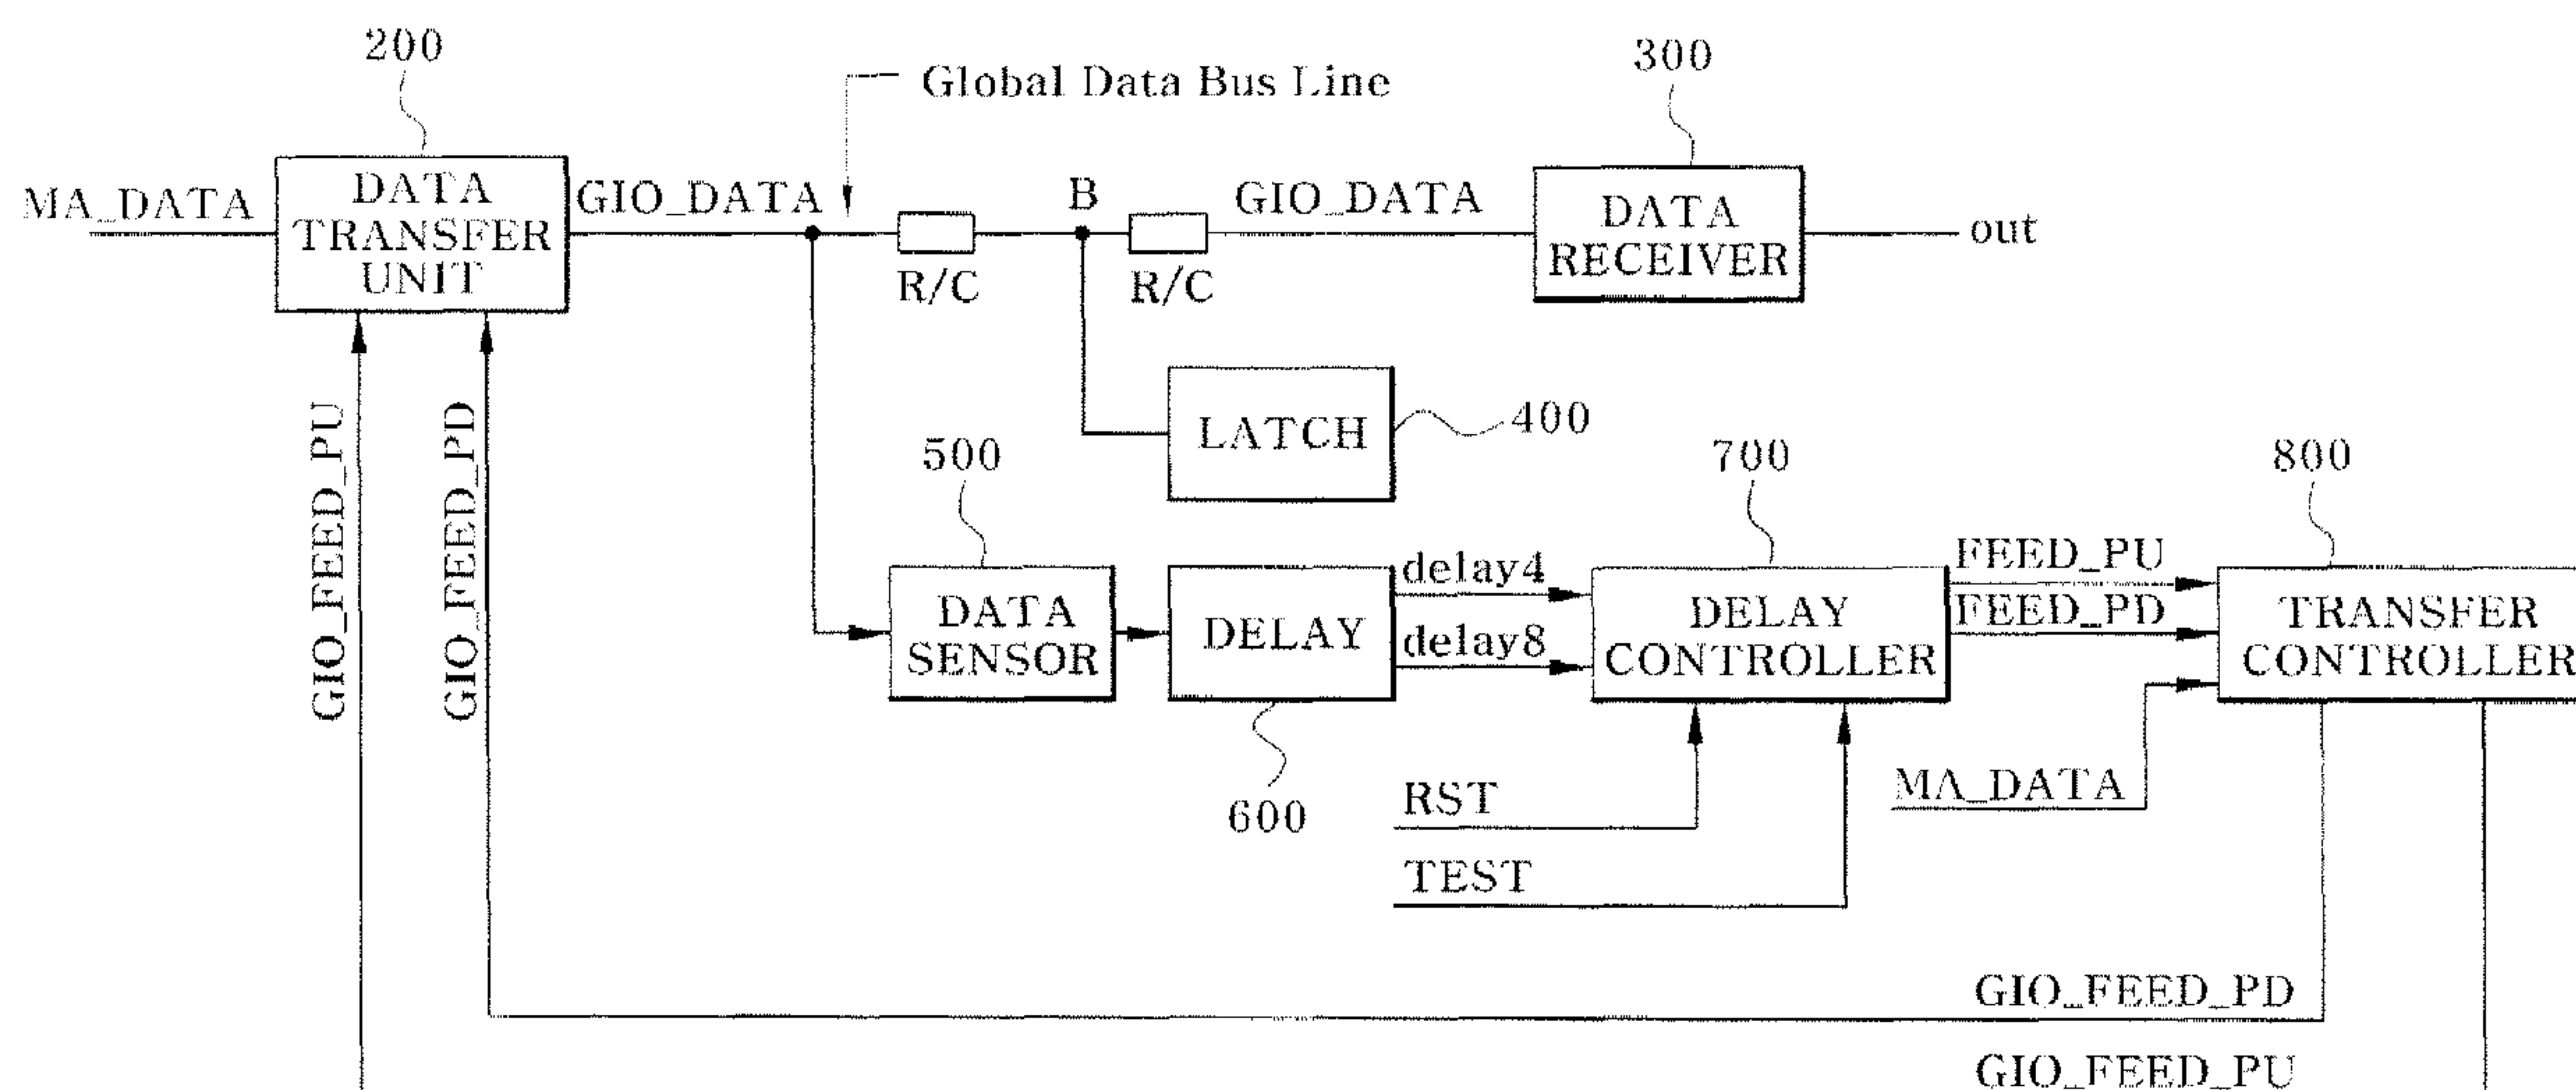 200
Global Data Bus Line
300
MA_DATA
DATA
TRANSFER
UNIT
GIO_DATA
B
GIO_DATA
DATA
RECEIVER
out
R/C
R/C
GIO_FEED_PU
GIO_FEED_PD
LATCH
400
500
700
800
DATA
SENSOR
DELAY
delay4
delay8
DELAY
CONTROLLER
FEED_PU
FEED_PD
TRANSFER
CONTROLLER
600
RST
TEST
MA_DATA
GIO_FEED_PD
GIO_FEED_PU